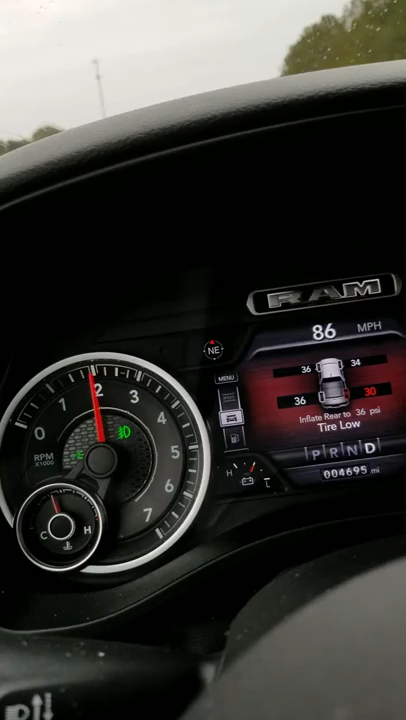 RAM
86 MPH
NE
MENU
36 34
36 30
Inflate Rear to 36 psi
Tire Low
PRND
004695 mi
0 1 2 3 4 5 6 7
RPM
X1000
C H
H L